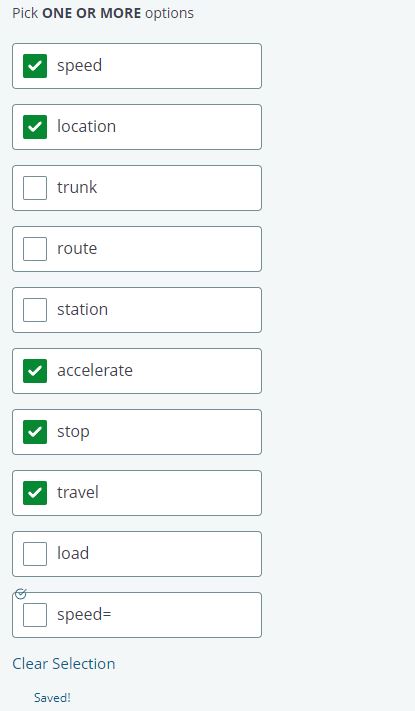 Pick ONE OR MORE options
speed
location
trunk
route
station
accelerate
stop
travel
load
speed=
Clear Selection
Saved!